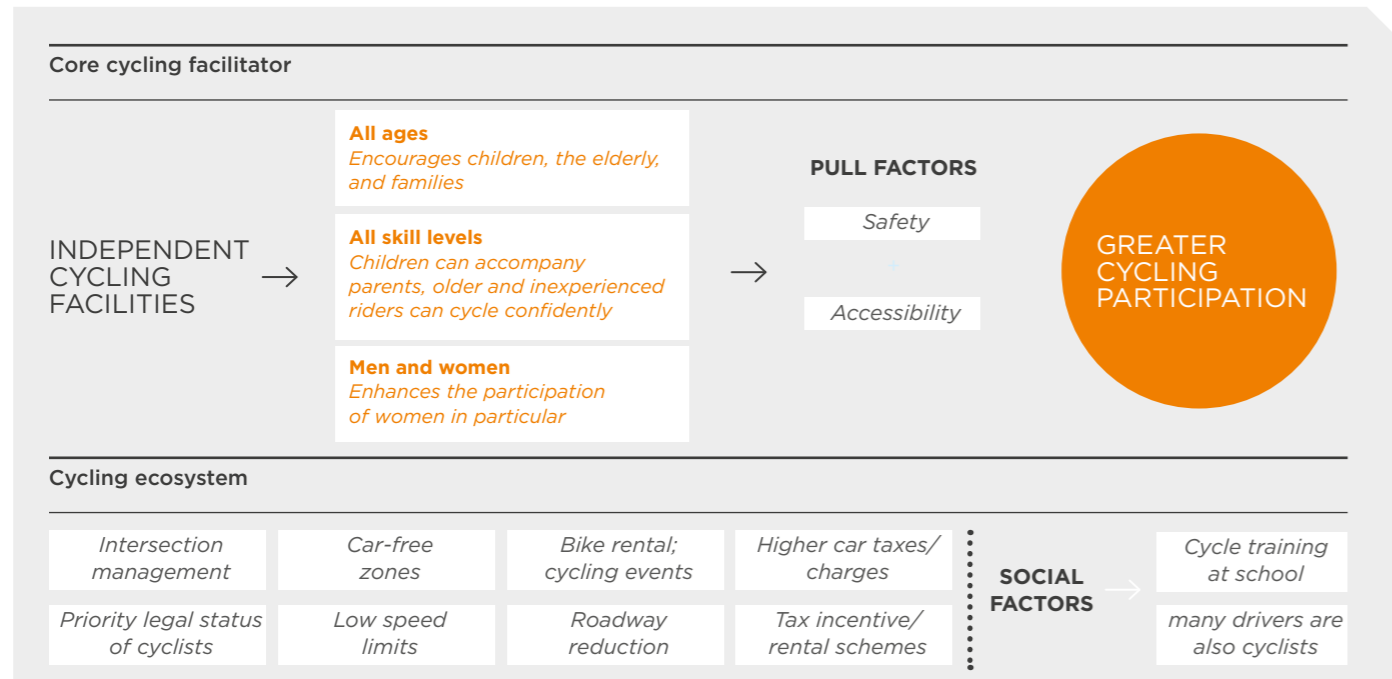 Core cycling facilitator
INDEPENDENT
CYCLING
FACILITIES
All ages
Encourages children, the elderly,
and families
All skill levels
Children can accompany
parents, older and inexperienced
riders can cycle confidently
Men and women
Enhances the participation
of women in particular
PULL FACTORS
Safety
+
Accessibility
GREATER
CYCLING
PARTICIPATION
Cycling ecosystem
Intersection
management
Car-free
zones
Bike rental;
cycling events
Higher car taxes/
charges
Priority legal status
of cyclists
Low speed
limits
Roadway
reduction
Tax incentive/
rental schemes
SOCIAL
FACTORS
Cycle training
at school
many drivers are
also cyclists